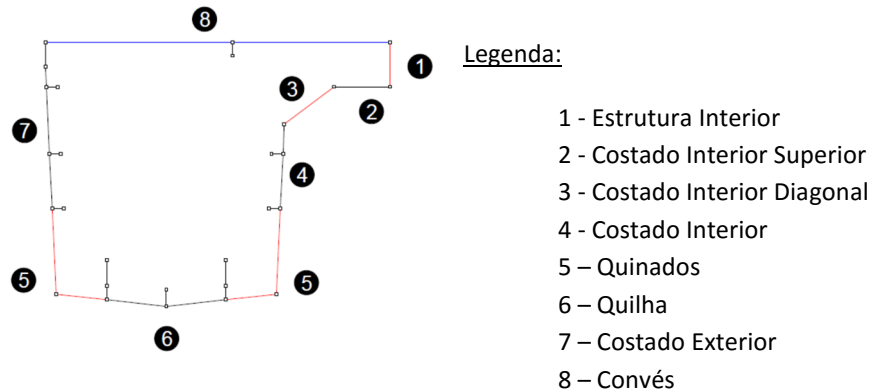 8
1
3
2
7
4
5
5
6
Legenda:
1 - Estrutura Interior
2 - Costado Interior Superior
3 - Costado Interior Diagonal
4 - Costado Interior
5 – Quinados
6 – Quilha
7 – Costado Exterior
8 – Convés